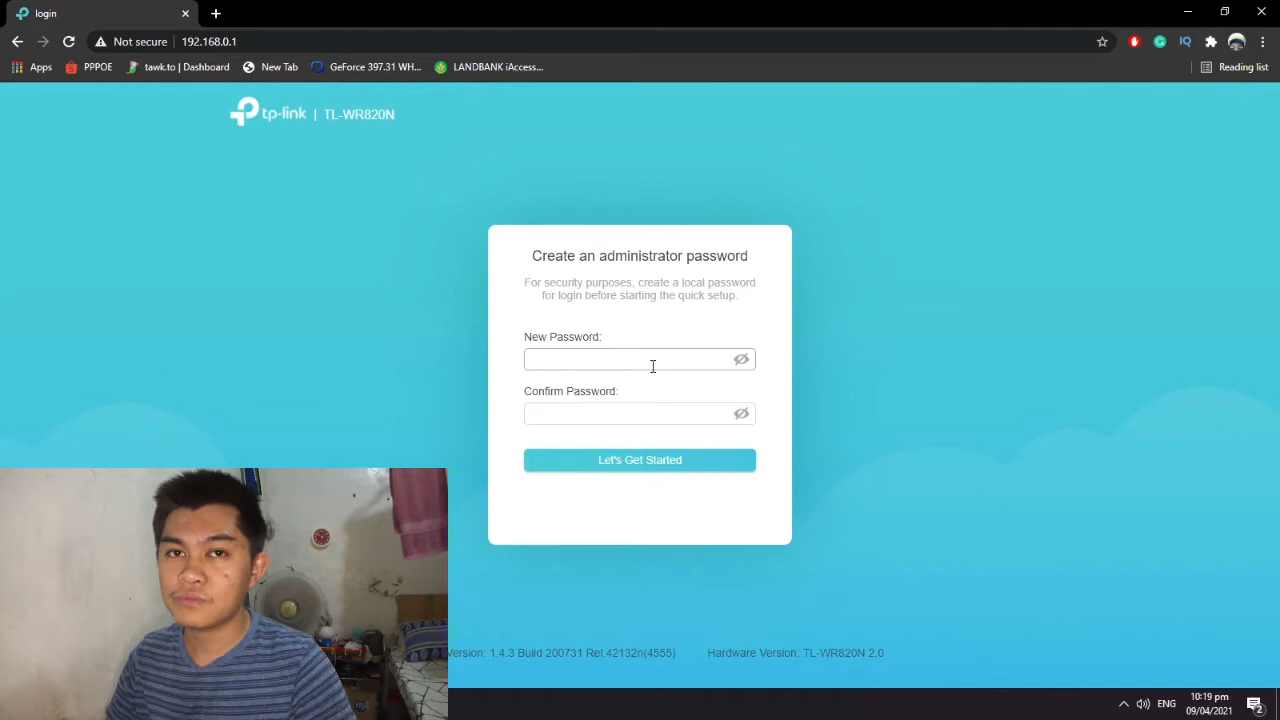 login
Not secure
192.168.0.1
Apps
PPPOE
tawk.to | Dashboard
New Tab
GeForce 397.31 WH...
LANDBANK iAccess...
Reading list
tp-link | TL-WR820N
Create an administrator password
For security purposes, create a local password
for login before starting the quick setup.
New Password:
Confirm Password:
Let's Get Started
Version: 1.4.3 Build 200731 Rel.42132n(4555)
Hardware Version: TL-WR820N 2.0
ENG
10:19 pm
09/04/2021
2